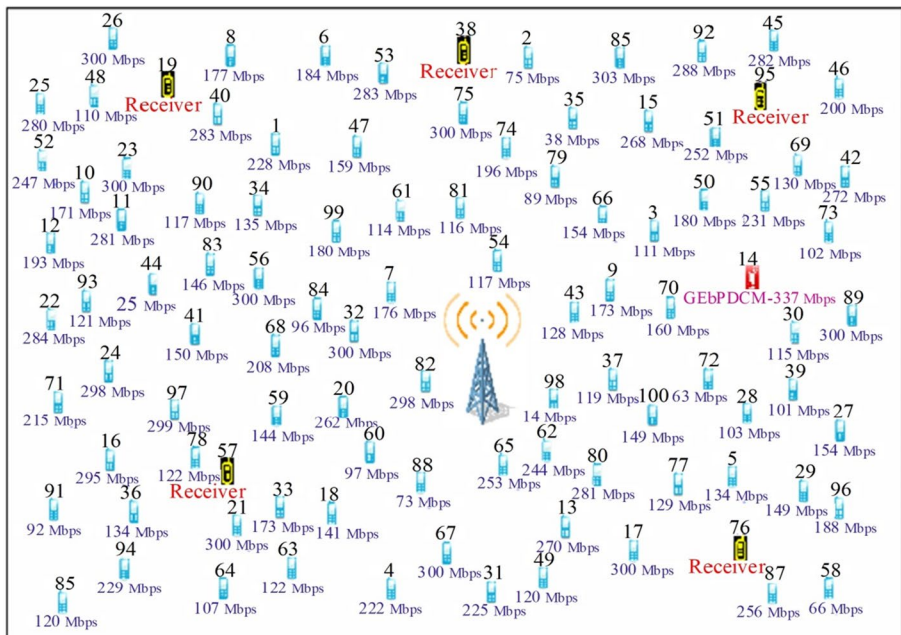 26
300 Mbps
19
Receiver
8
177 Mbps
6
184 Mbps
53
283 Mbps
38
Receiver
2
75 Mbps
85
303 Mbps
92
288 Mbps
45
282 Mbps
25
280 Mbps
48
110 Mbps
40
283 Mbps
75
300 Mbps
35
38 Mbps
15
268 Mbps
95
Receiver
46
200 Mbps
1
228 Mbps
47
159 Mbps
74
196 Mbps
51
252 Mbps
52
247 Mbps
10
171 Mbps
23
300 Mbps
79
89 Mbps
69
130 Mbps
42
272 Mbps
11
281 Mbps
90
117 Mbps
34
135 Mbps
61
114 Mbps
81
116 Mbps
66
154 Mbps
50
180 Mbps
55
231 Mbps
12
193 Mbps
99
180 Mbps
3
111 Mbps
73
102 Mbps
44
25 Mbps
83
146 Mbps
56
300 Mbps
54
117 Mbps
14
GEbPDCM-337 Mbps
93
121 Mbps
7
176 Mbps
9
173 Mbps
22
284 Mbps
84
96 Mbps
43
128 Mbps
70
160 Mbps
89
300 Mbps
41
150 Mbps
68
208 Mbps
32
300 Mbps
30
115 Mbps
24
298 Mbps
82
298 Mbps
37
119 Mbps
72
63 Mbps
39
101 Mbps
71
215 Mbps
97
299 Mbps
59
144 Mbps
20
262 Mbps
98
14 Mbps
100
149 Mbps
28
103 Mbps
27
154 Mbps
16
295 Mbps
78
122 Mbps
57
Receiver
60
97 Mbps
65
253 Mbps
62
244 Mbps
88
73 Mbps
80
281 Mbps
77
129 Mbps
5
134 Mbps
29
149 Mbps
91
92 Mbps
36
134 Mbps
21
300 Mbps
33
173 Mbps
18
141 Mbps
13
270 Mbps
96
188 Mbps
94
229 Mbps
63
122 Mbps
67
300 Mbps
17
300 Mbps
76
Receiver
85
120 Mbps
64
107 Mbps
4
222 Mbps
31
225 Mbps
49
120 Mbps
87
256 Mbps
58
66 Mbps